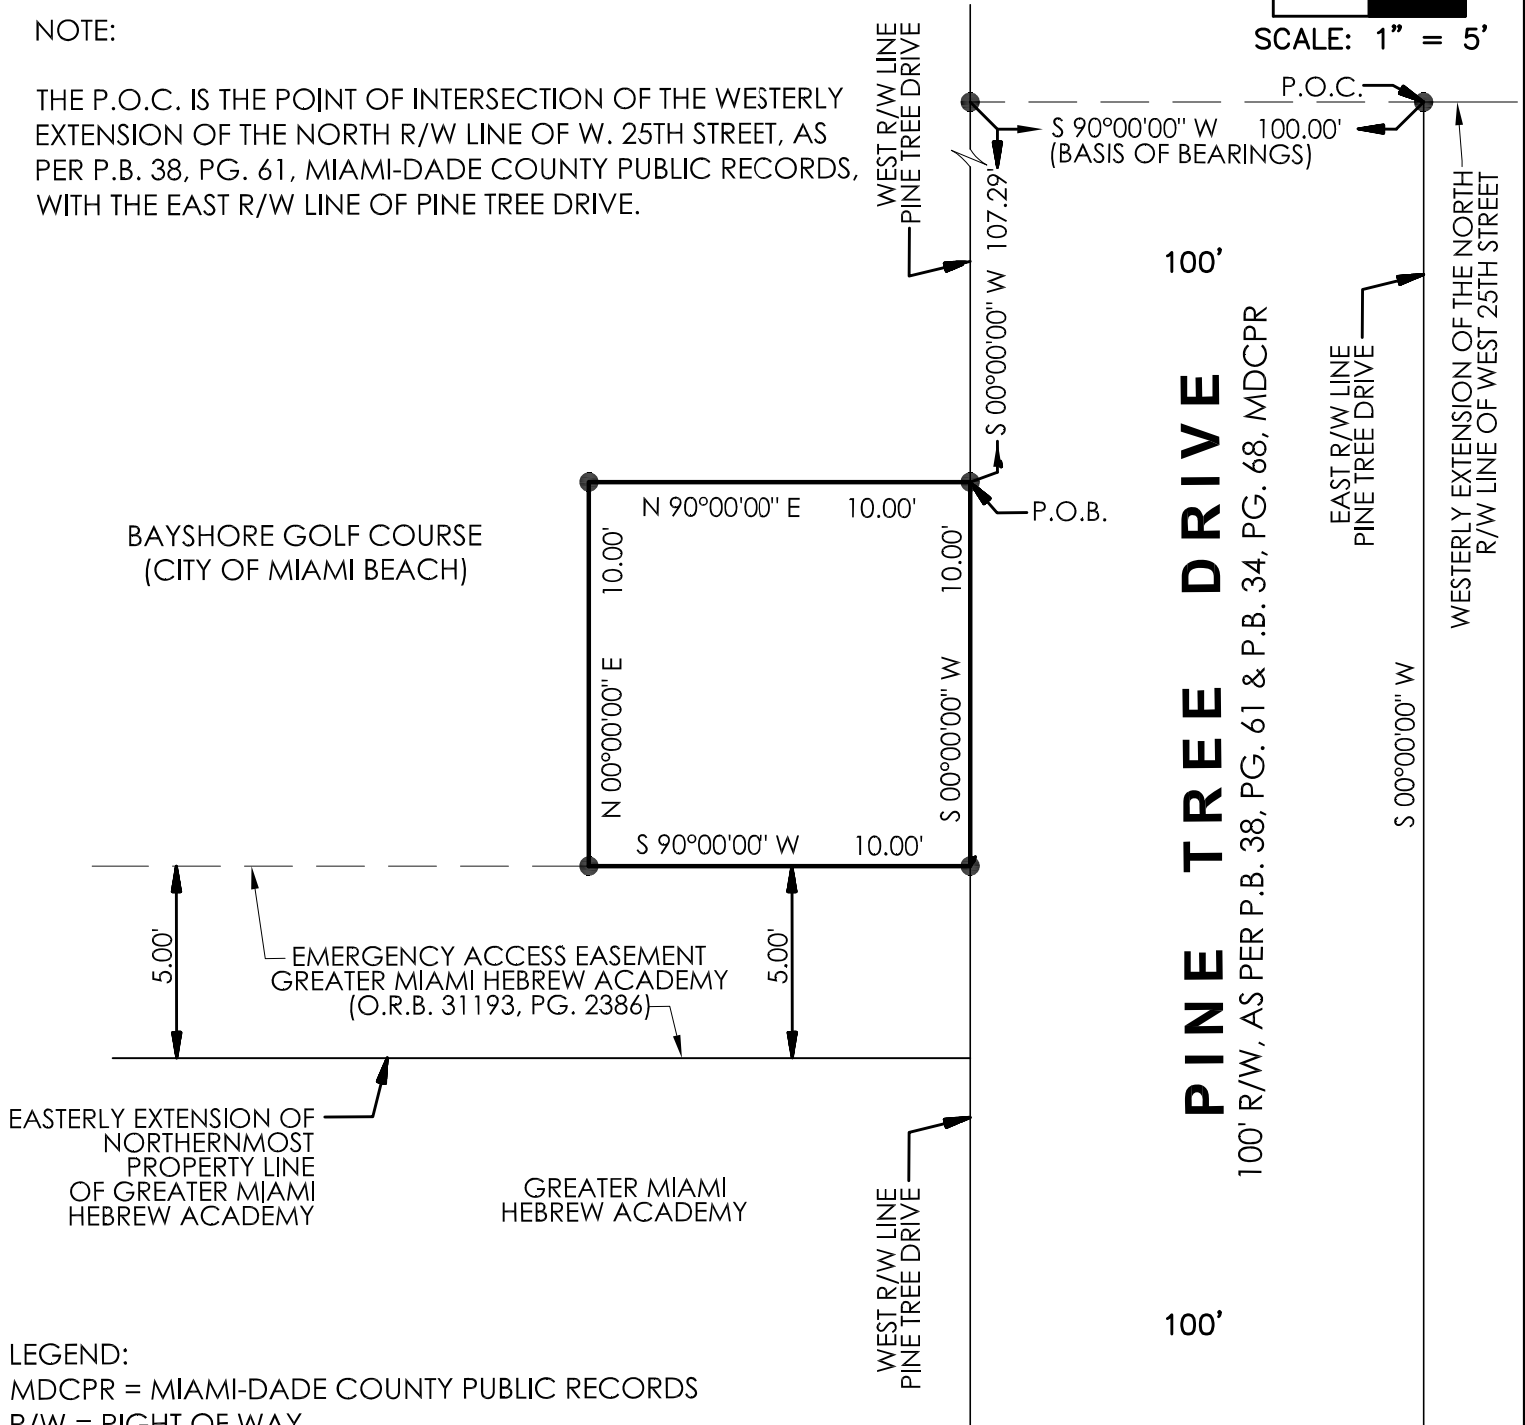 NOTE:
THE P.O.C. IS THE POINT OF INTERSECTION OF THE WESTERLY
EXTENSION OF THE NORTH R/W LINE OF W. 25TH STREET, AS
PER P.B. 38, PG. 61, MIAMI-DADE COUNTY PUBLIC RECORDS,
WITH THE EAST R/W LINE OF PINE TREE DRIVE.
WEST R/W LINE
PINE TREE DRIVE
SCALE: 1" = 5'
P.O.C.
S 90°00'00" W 100.00'
(BASIS OF BEARINGS)
S 00°00'00" W 107.29'
100'
WESTERLY EXTENSION OF THE NORTH
R/W LINE OF WEST 25TH STREET
EAST R/W LINE
PINE TREE DRIVE
PINE TREE DRIVE
100' R/W, AS PER P.B. 38, PG. 61 & P.B. 34, PG. 68, MDCPR
S 00°00'00" W
P.O.B.
N 90°00'00" E 10.00'
N 00°00'00" E 10.00'
S 00°00'00" W 10.00'
S 90°00'00" W 10.00'
BAYSHORE GOLF COURSE
(CITY OF MIAMI BEACH)
5.00'
EMERGENCY ACCESS EASEMENT
GREATER MIAMI HEBREW ACADEMY
(O.R.B. 31193, PG. 2386)
5.00'
EASTERLY EXTENSION OF
NORTHERNMOST
PROPERTY LINE
OF GREATER MIAMI
HEBREW ACADEMY
GREATER MIAMI
HEBREW ACADEMY
WEST R/W LINE
PINE TREE DRIVE
100'
LEGEND:
MDCPR = MIAMI-DADE COUNTY PUBLIC RECORDS
R/W = RIGHT OF WAY